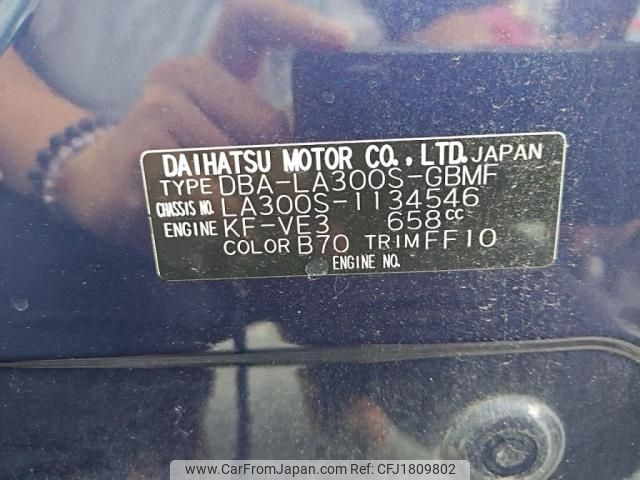 DAIHATSU MOTOR CO., LTD. JAPAN
TYPE DBA-LA300S-GBMF
CHASSIS NO. LA300S-1134546
ENGINE KF-VE3 658cc
COLOR B70 TRIM FF10
ENGINE NO.
www.CarFromJapan.com | Ref No: CFJ1809802